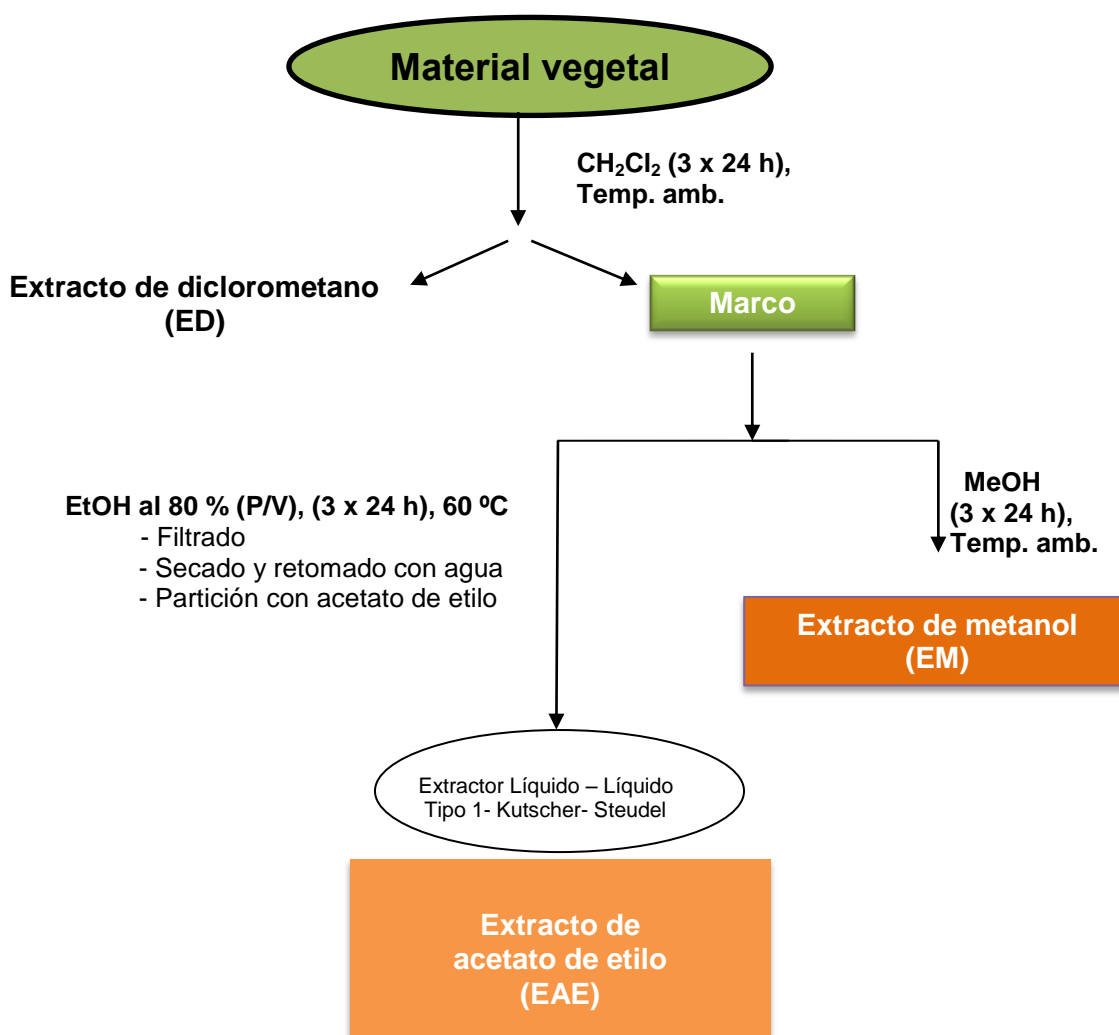 Material vegetal
CH₂Cl₂ (3 x 24 h),
Temp. amb.
Extracto de diclorometano
(ED)
Marco
EtOH al 80 % (P/V), (3 x 24 h), 60 ºC
- Filtrado
- Secado y retomado con agua
- Partición con acetato de etilo
MeOH
(3 x 24 h),
Temp. amb.
Extracto de metanol
(EM)
Extractor Líquido – Líquido
Tipo 1- Kutscher- Steudel
Extracto de
acetato de etilo
(EAE)